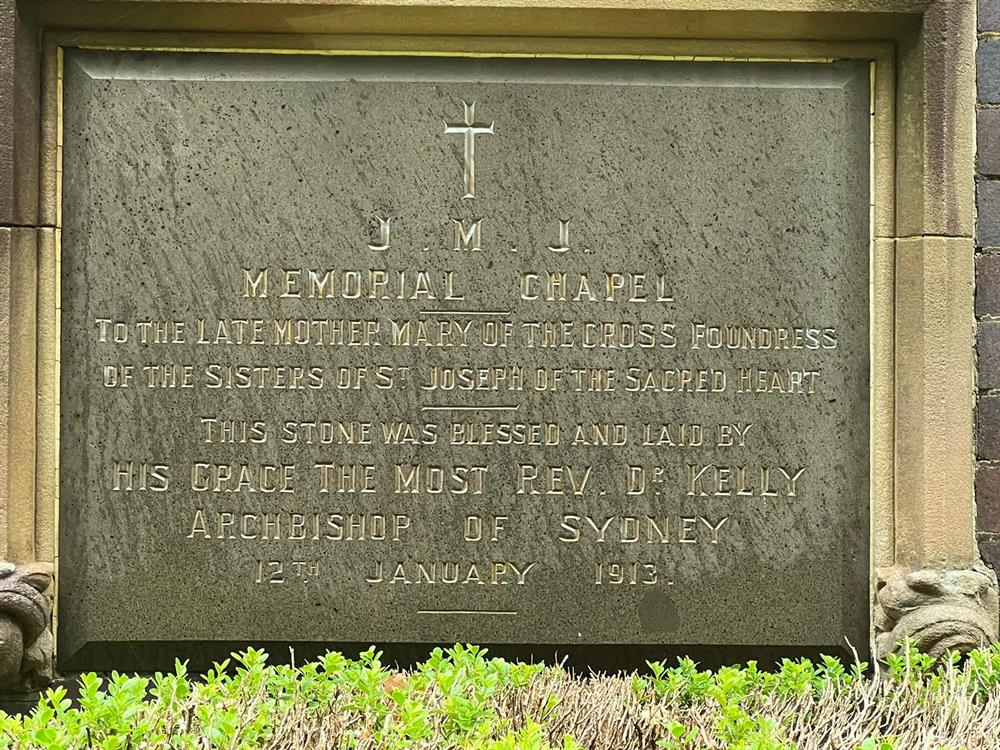 J. M. J.
MEMORIAL CHAPEL
TO THE LATE MOTHER MARY OF THE CROSS FOUNDRESS
OF THE SISTERS OF ST JOSEPH OF THE SACRED HEART
THIS STONE WAS BLESSED AND LAID BY
HIS GRACE THE MOST REV. DR KELLY
ARCHBISHOP OF SYDNEY
12TH JANUARY 1913.